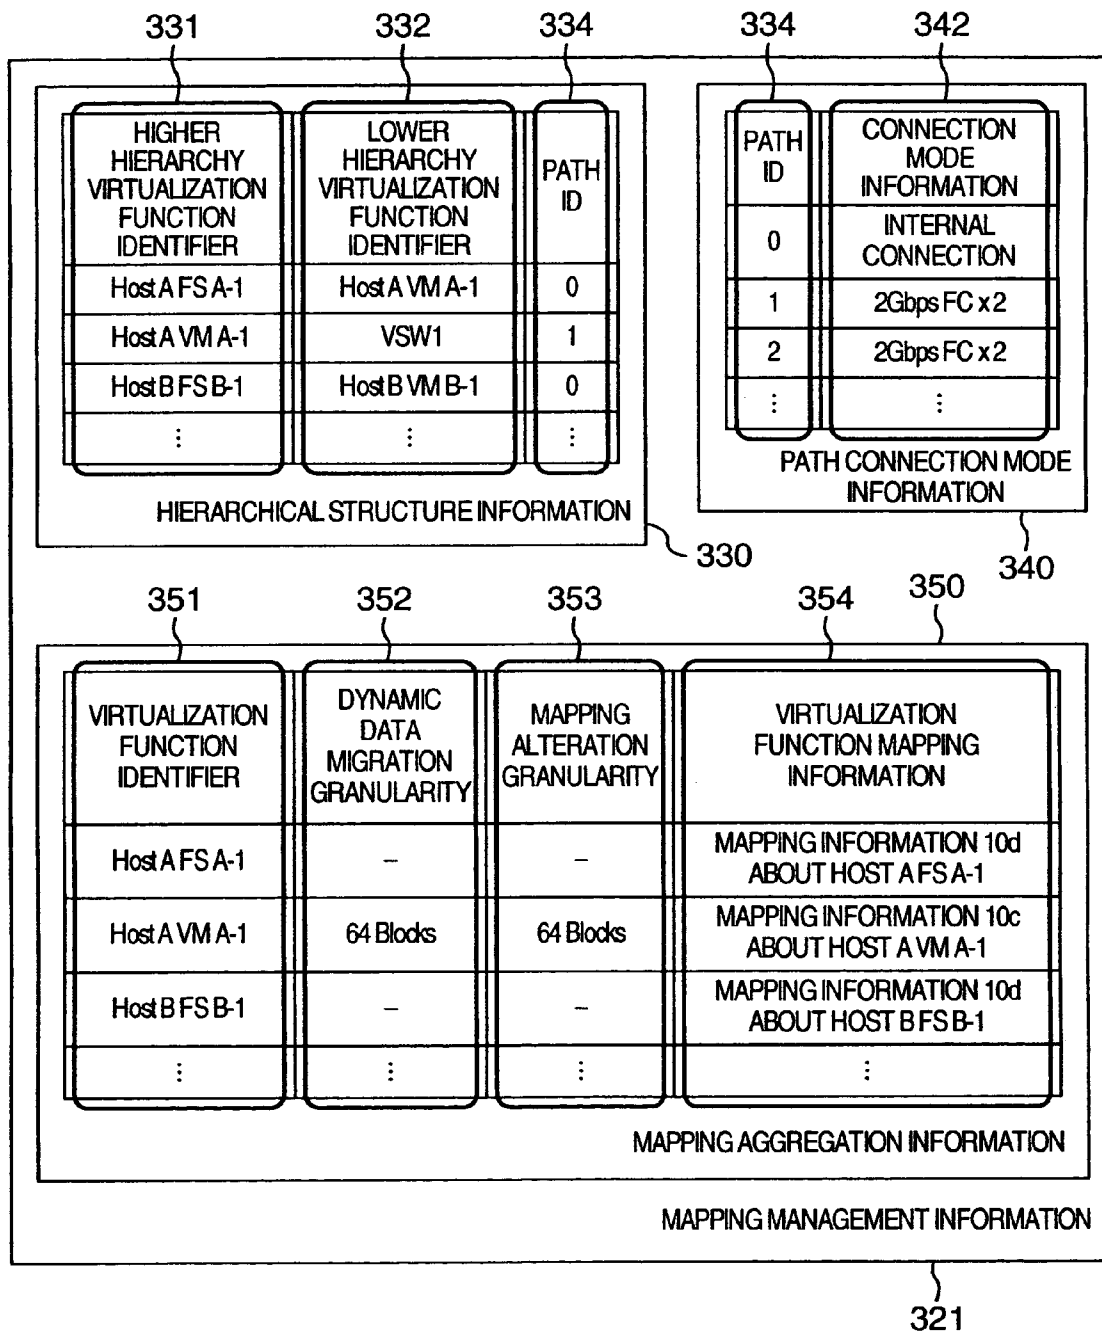 331 332 334 334 342
HIGHER
HIERARCHY
VIRTUALIZATION
FUNCTION
IDENTIFIER
LOWER
HIERARCHY
VIRTUALIZATION
FUNCTION
IDENTIFIER
PATH
ID
Host A FS A-1 Host A VM A-1 0
Host A VM A-1 VSW1 1
Host B FS B-1 Host B VM B-1 0
⋮ ⋮ ⋮
HIERARCHICAL STRUCTURE INFORMATION
330
PATH
ID
CONNECTION
MODE
INFORMATION
0 INTERNAL
CONNECTION
1 2Gbps FC x 2
2 2Gbps FC x 2
⋮ ⋮
PATH CONNECTION MODE
INFORMATION
340
351 352 353 354 350
VIRTUALIZATION
FUNCTION
IDENTIFIER
DYNAMIC
DATA
MIGRATION
GRANULARITY
MAPPING
ALTERATION
GRANULARITY
VIRTUALIZATION
FUNCTION MAPPING
INFORMATION
Host A FS A-1 – – MAPPING INFORMATION 10d
ABOUT HOST A FS A-1
Host A VM A-1 64 Blocks 64 Blocks MAPPING INFORMATION 10c
ABOUT HOST A VM A-1
Host B FS B-1 – – MAPPING INFORMATION 10d
ABOUT HOST B FS B-1
⋮ ⋮ ⋮ ⋮
MAPPING AGGREGATION INFORMATION
MAPPING MANAGEMENT INFORMATION
321